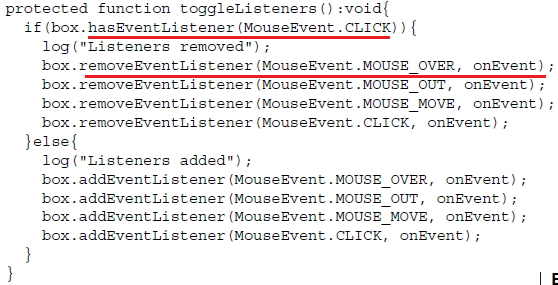 protected function toggleListeners():void{
if(box.hasEventListener(MouseEvent.CLICK)){
log("Listeners removed");
box.removeEventListener(MouseEvent.MOUSE_OVER, onEvent);
box.removeEventListener(MouseEvent.MOUSE_OUT, onEvent);
box.removeEventListener(MouseEvent.MOUSE_MOVE, onEvent);
box.removeEventListener(MouseEvent.CLICK, onEvent);
}else{
log("Listeners added");
box.addEventListener(MouseEvent.MOUSE_OVER, onEvent);
box.addEventListener(MouseEvent.MOUSE_OUT, onEvent);
box.addEventListener(MouseEvent.MOUSE_MOVE, onEvent);
box.addEventListener(MouseEvent.CLICK, onEvent);
}
}